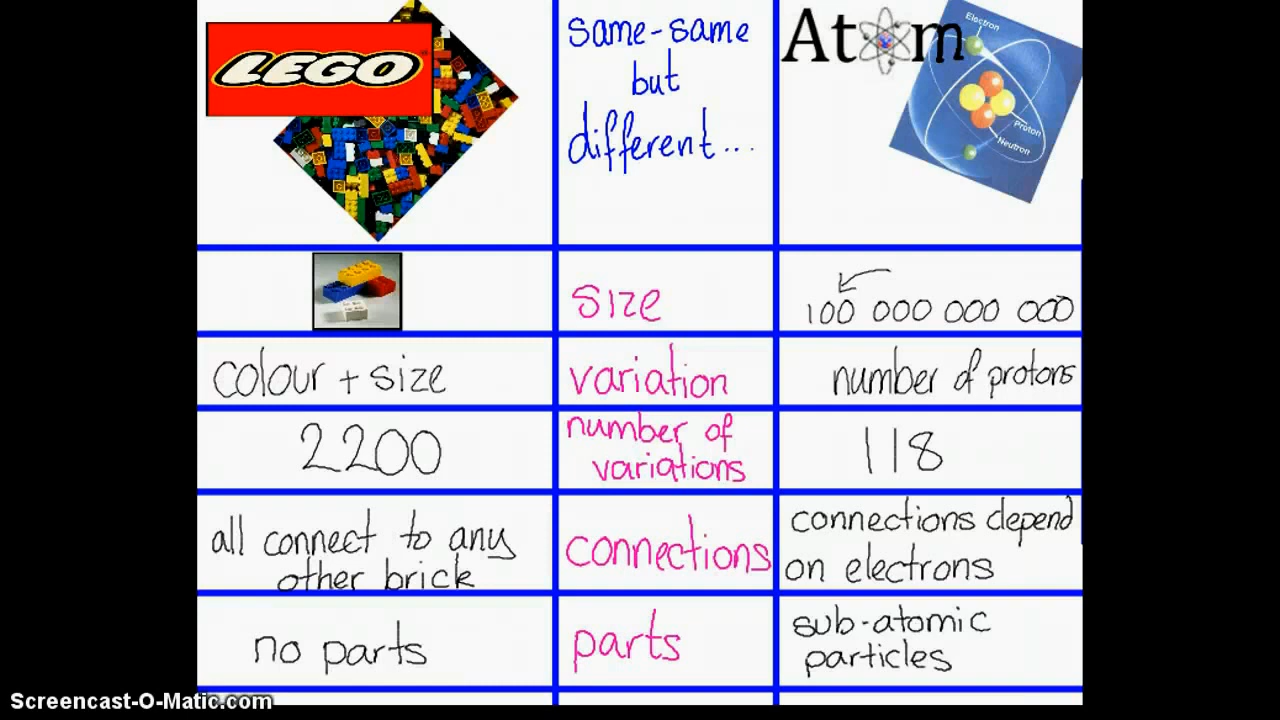 LEGO
same-same
but
different...
Atom
Electron
Proton
Neutron
size
100 000 000 000
colour + size
variation
number of protons
2200
number of
variations
118
all connect to any
other brick
connections
connections depend
on electrons
no parts
parts
sub-atomic
particles
Screencast-O-Matic.com